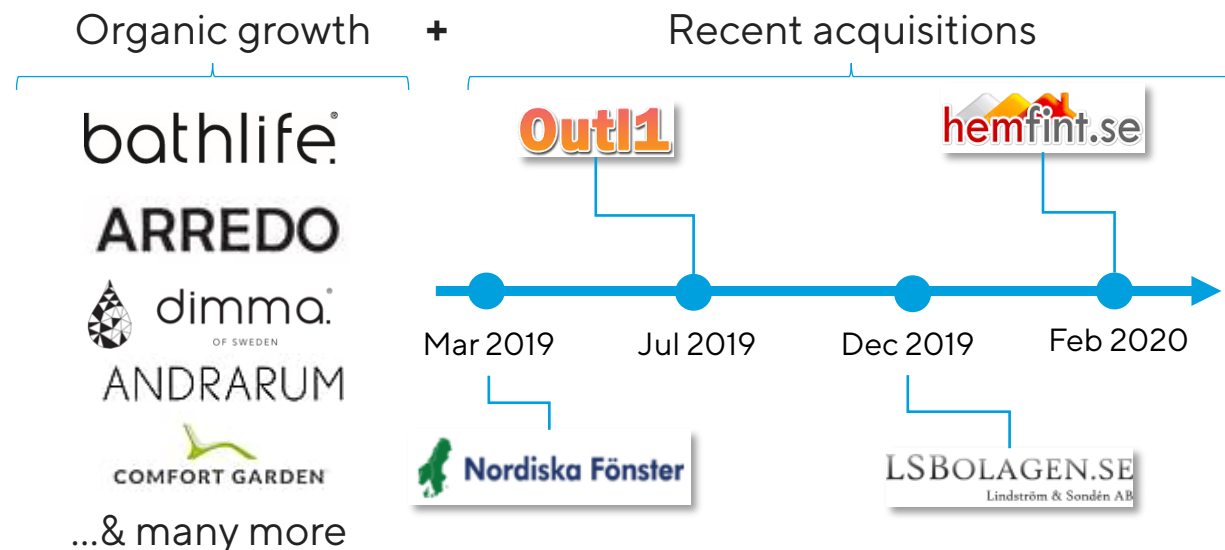 Organic growth + Recent acquisitions
bathlife®
ARREDO
dimma.®
OF SWEDEN
ANDRARUM
COMFORT GARDEN
...& many more
Outl1
hemfint.se
Mar 2019
Jul 2019
Dec 2019
Feb 2020
Nordiska Fönster
LSBOLAGEN.SE
Lindström & Sondén AB